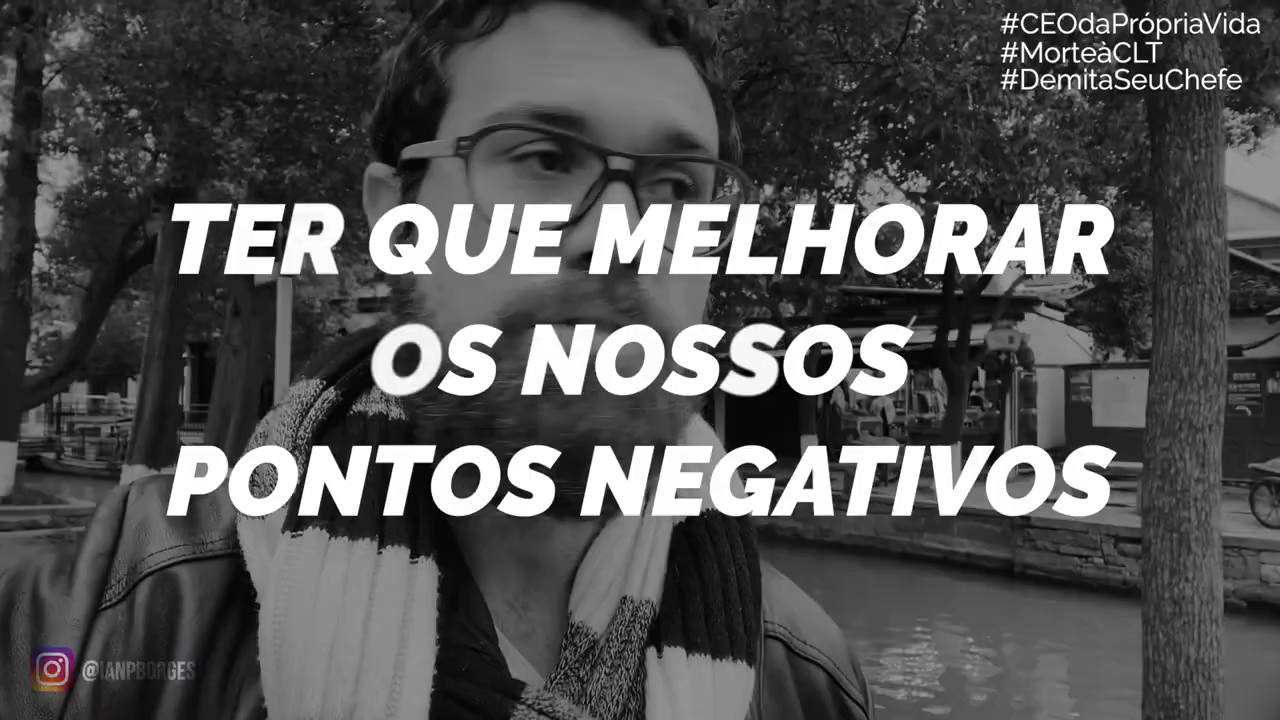 #CEOdaPrópriaVida
#MorteàCLT
#DemitaSeuChefe
TER QUE MELHORAR
OS NOSSOS
PONTOS NEGATIVOS
@IANPBORGES